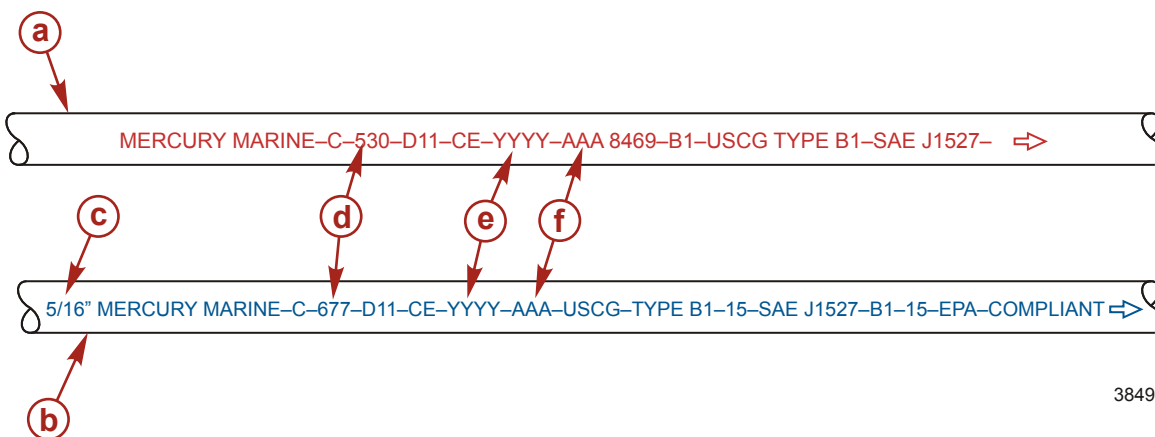 a
MERCURY MARINE–C–530–D11–CE–YYYY–AAA 8469–B1–USCG TYPE B1–SAE J1527–
c
d
e
f
5/16” MERCURY MARINE–C–677–D11–CE–YYYY–AAA–USCG–TYPE B1–15–SAE J1527–B1–15–EPA–COMPLIANT
b
3849